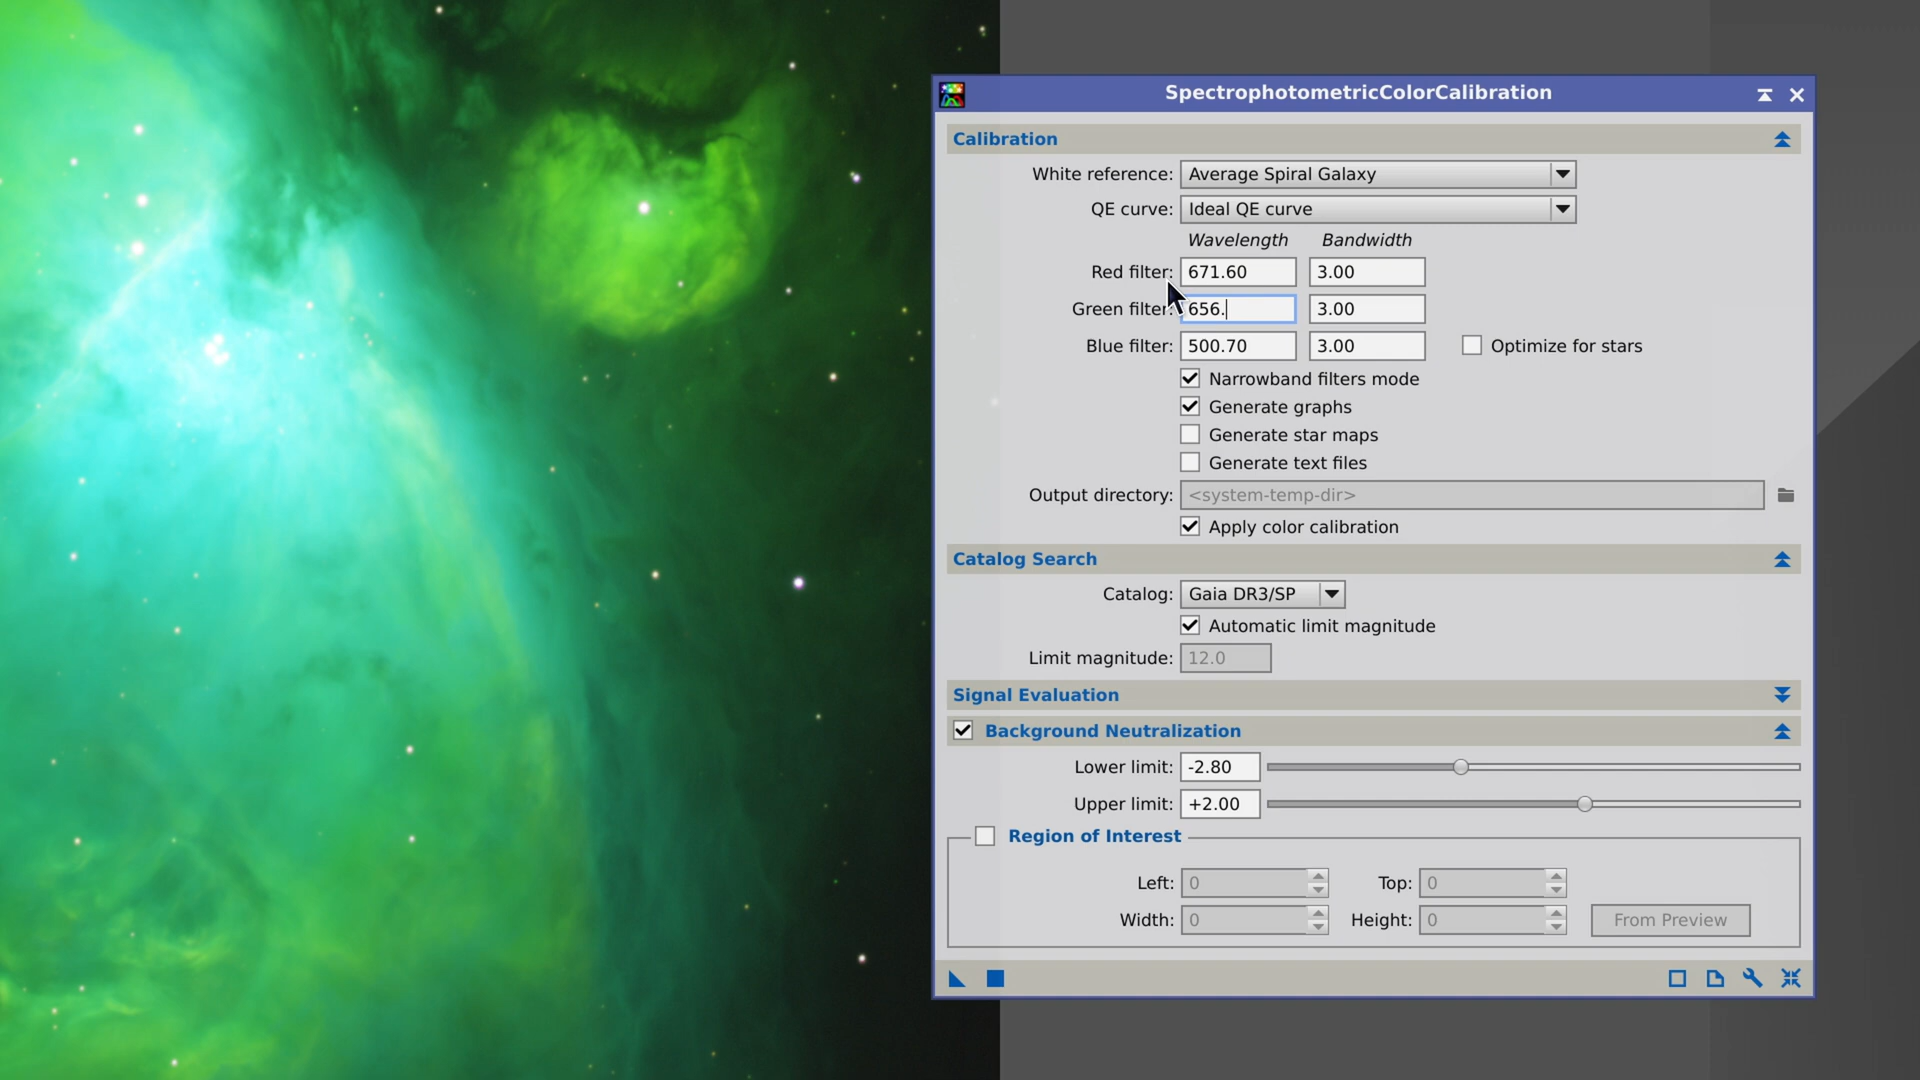 SpectrophotometricColorCalibration
Calibration
White reference: Average Spiral Galaxy
QE curve: Ideal QE curve
Wavelength Bandwidth
Red filter: 671.60 3.00
Green filter: 656. 3.00
Blue filter: 500.70 3.00 Optimize for stars
Narrowband filters mode
Generate graphs
Generate star maps
Generate text files
Output directory: <system-temp-dir>
Apply color calibration
Catalog Search
Catalog: Gaia DR3/SP
Automatic limit magnitude
Limit magnitude: 12.0
Signal Evaluation
Background Neutralization
Lower limit: -2.80
Upper limit: +2.00
Region of Interest
Left: 0 Top: 0
Width: 0 Height: 0 From Preview